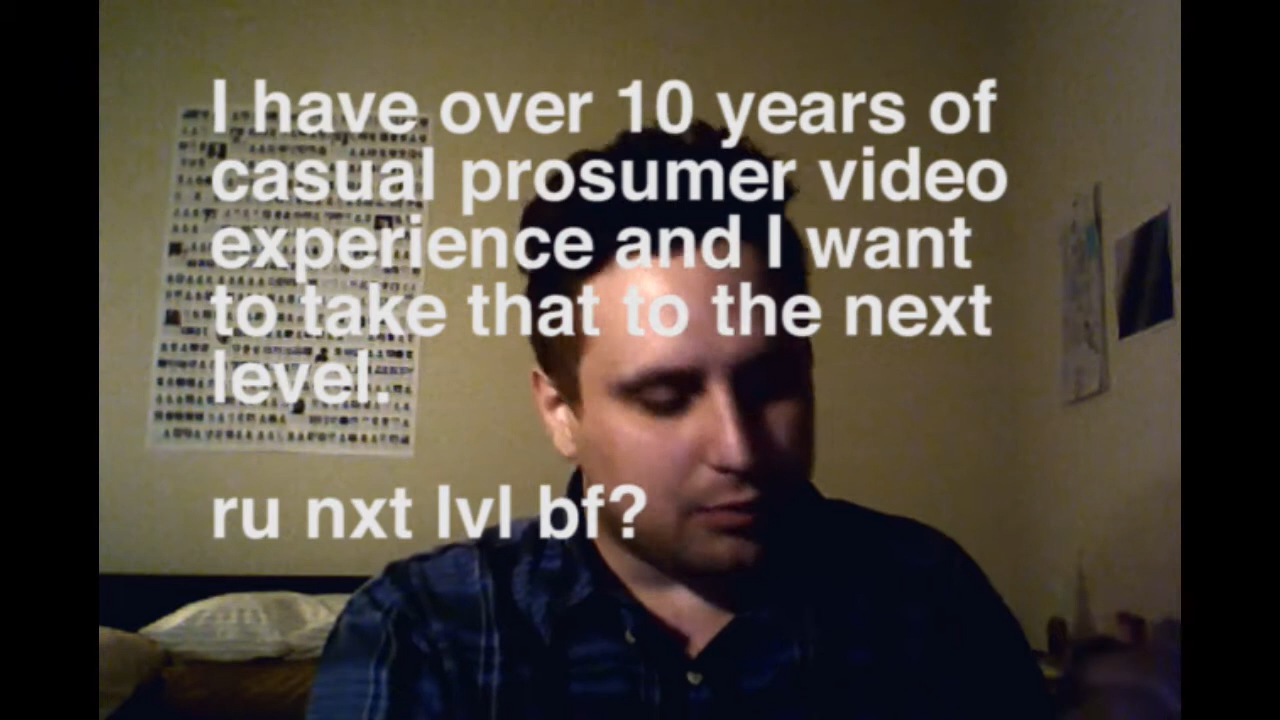 I have over 10 years of
casual prosumer video
experience and I want
to take that to the next
level.
ru nxt lvl bf?